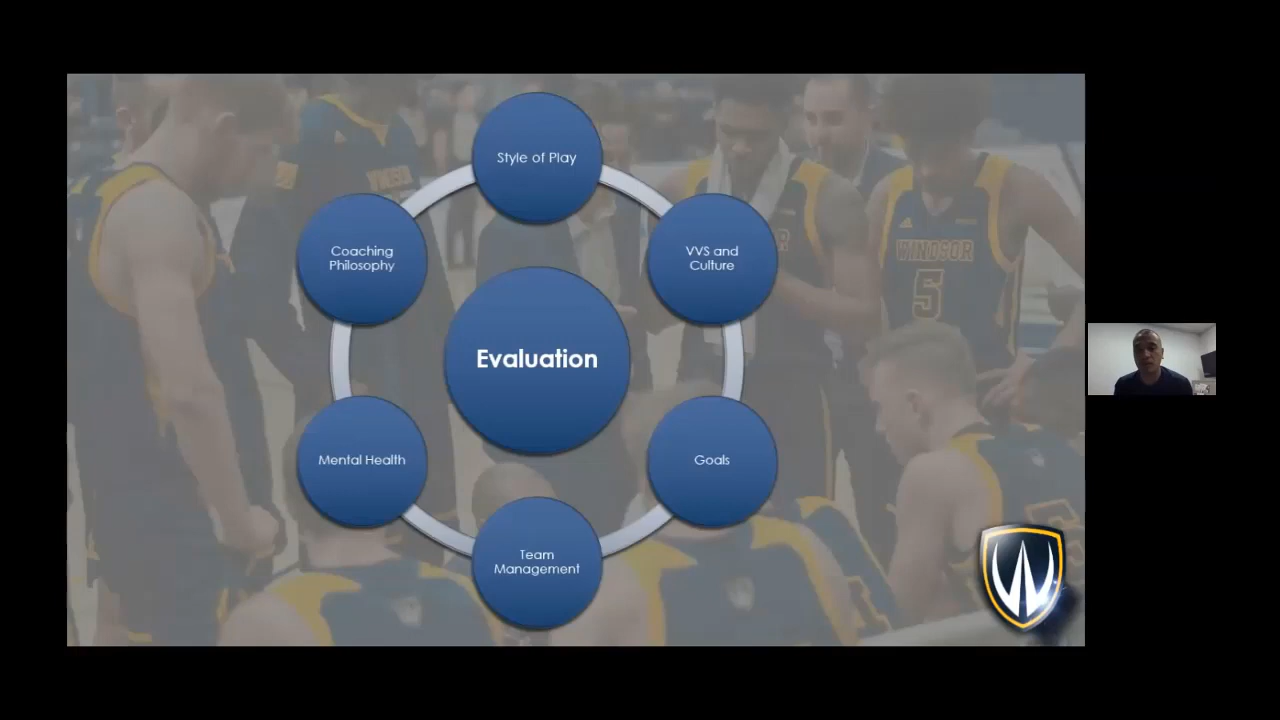 Style of Play
Coaching
Philosophy
VVS and
Culture
WINDSOR
5
Evaluation
Mental Health
Goals
Team
Management